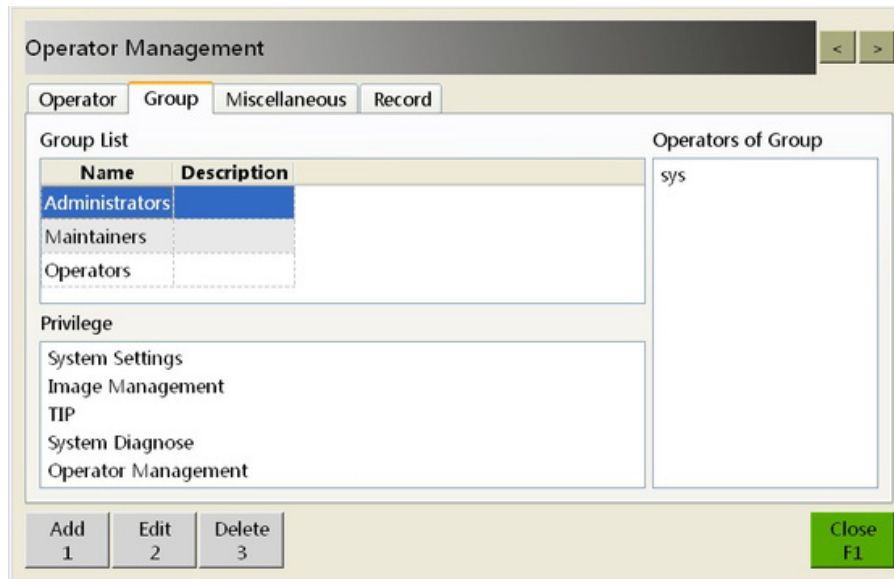 Operator Management
< >
Operator Group Miscellaneous Record
Group List
Name Description
Administrators
Maintainers
Operators
Operators of Group
sys
Privilege
System Settings
Image Management
TIP
System Diagnose
Operator Management
Add
1
Edit
2
Delete
3
Close
F1